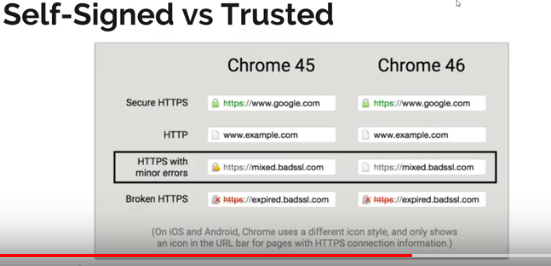 Self-Signed vs Trusted
Chrome 45 Chrome 46
Secure HTTPS https://www.google.com https://www.google.com
HTTP www.example.com www.example.com
HTTPS with
minor errors https://mixed.badssl.com https://mixed.badssl.com
Broken HTTPS https://expired.badssl.com https://expired.badssl.com
(On iOS and Android, Chrome uses a different icon style, and only shows
an icon in the URL bar for pages with HTTPS connection information.)